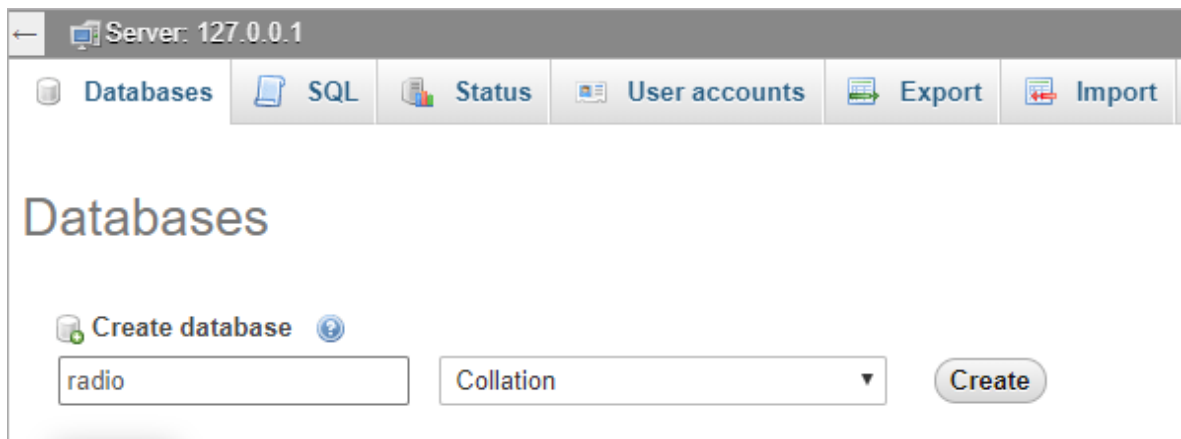 ← Server: 127.0.0.1
Databases SQL Status User accounts Export Import
Databases
Create database
radio Collation Create